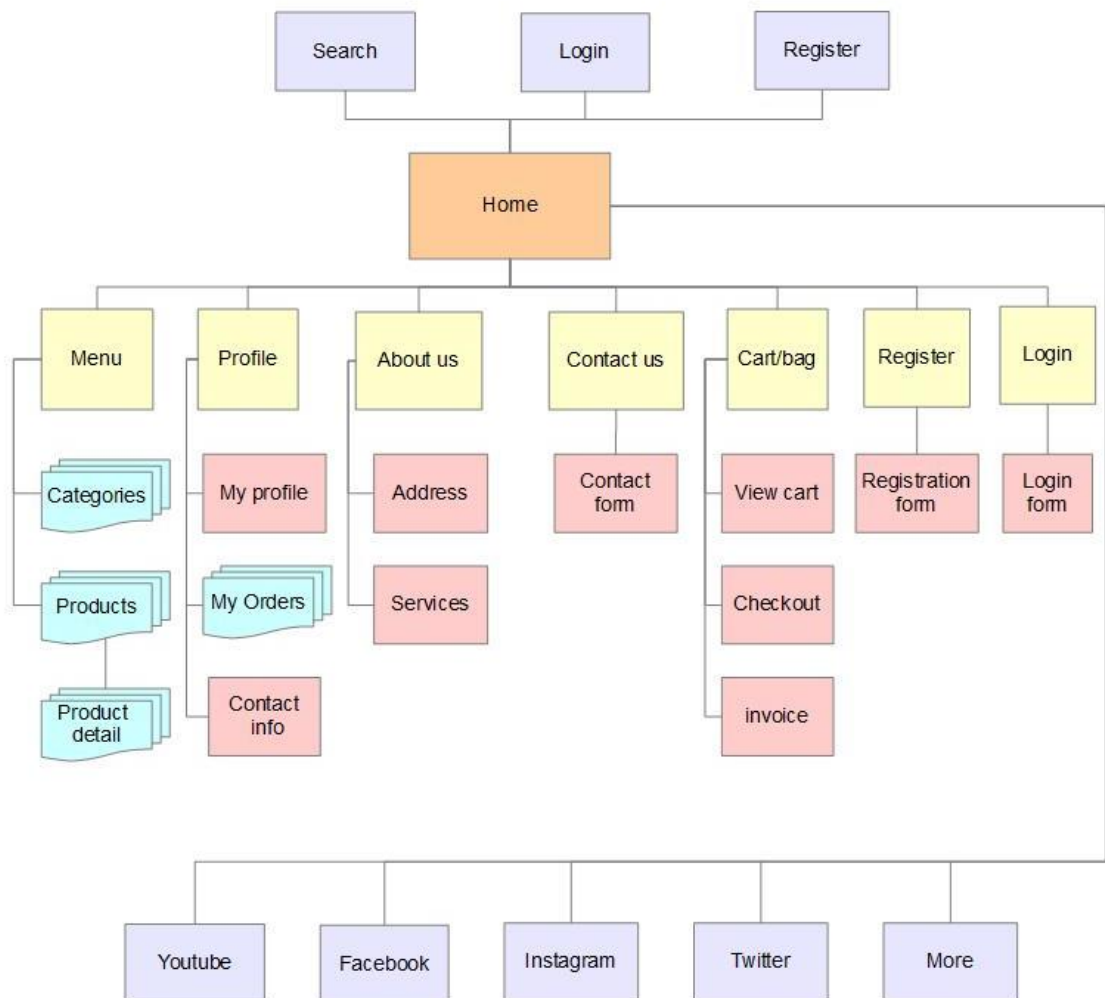 Search
Login
Register
Home
Menu
Profile
About us
Contact us
Cart/bag
Register
Login
Categories
My profile
Address
Contact
form
View cart
Registration
form
Login
form
Products
My Orders
Services
Checkout
Product
detail
Contact
info
invoice
Youtube
Facebook
Instagram
Twitter
More